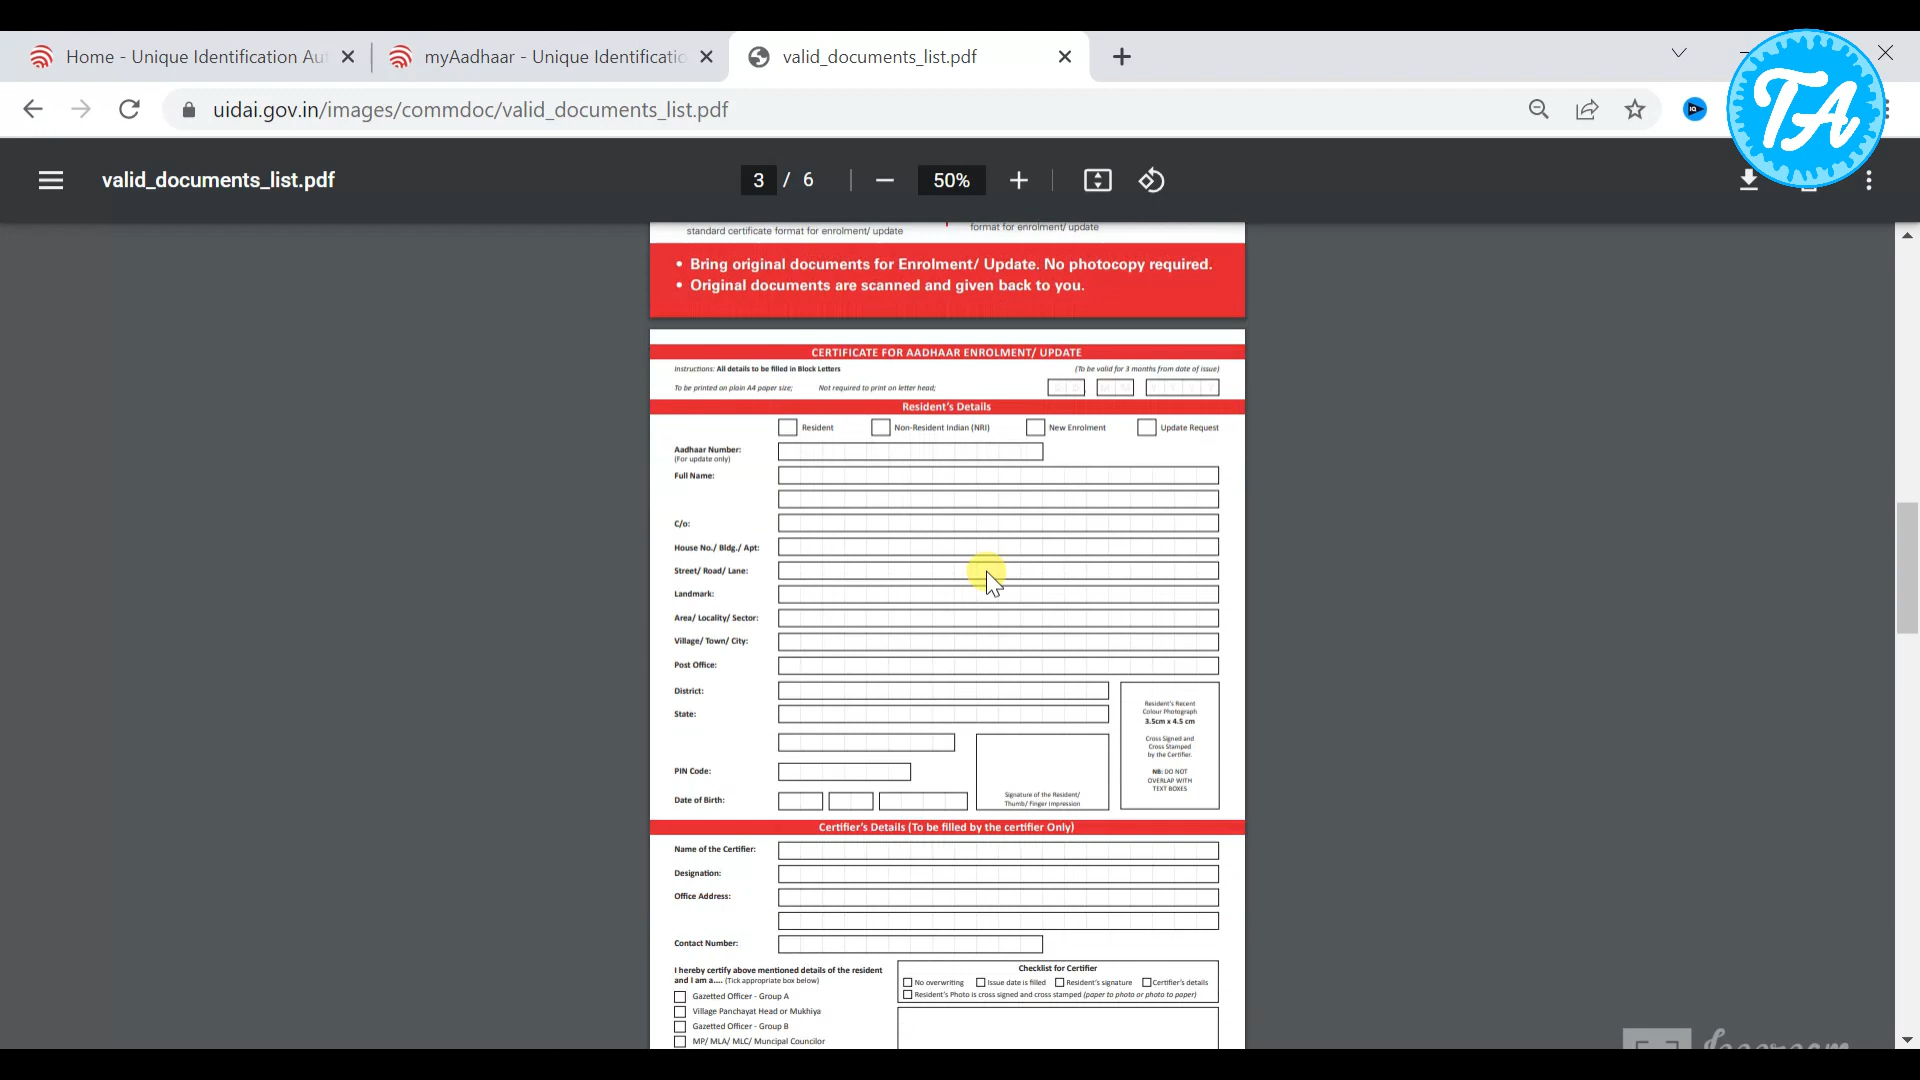 Home - Unique Identification Au
myAadhaar - Unique Identificatio
valid_documents_list.pdf
TA
uidai.gov.in/images/commdoc/valid_documents_list.pdf
valid_documents_list.pdf
3 / 6
50%
standard certificate format for enrolment/ update
format for enrolment/ update
• Bring original documents for Enrolment/ Update. No photocopy required.
• Original documents are scanned and given back to you.
CERTIFICATE FOR AADHAAR ENROLMENT/ UPDATE
Instructions: All details to be filled in Block Letters
(To be valid for 3 months from date of issue)
To be printed on plain A4 paper size; Not required to print on letter head;
Resident's Details
Resident Non-Resident Indian (NRI) New Enrolment Update Request
Aadhaar Number:
(For update only)
Full Name:
C/o:
House No./ Bldg./ Apt:
Street/ Road/ Lane:
Landmark:
Area/ Locality/ Sector:
Village/ Town/ City:
Post Office:
District:
State:
PIN Code:
Date of Birth:
Signature of the Resident/
Thumb/ Finger Impression
Resident's Recent
Colour Photograph
3.5cm x 4.5 cm
Cross Signed and
Cross Stamped
by the Certifier.
NB: DO NOT
OVERLAP WITH
TEXT BOXES
Certifier's Details (To be filled by the certifier Only)
Name of the Certifier:
Designation:
Office Address:
Contact Number:
I hereby certify above mentioned details of the resident
and I am a.... (Tick appropriate box below)
Gazetted Officer - Group A
Village Panchayat Head or Mukhiya
Gazetted Officer - Group B
MP/ MLA/ MLC/ Muncipal Councilor
Checklist for Certifier
No overwriting Issue date is filled Resident's signature Certifier's details
Resident's Photo is cross signed and cross stamped (paper to photo or photo to paper)